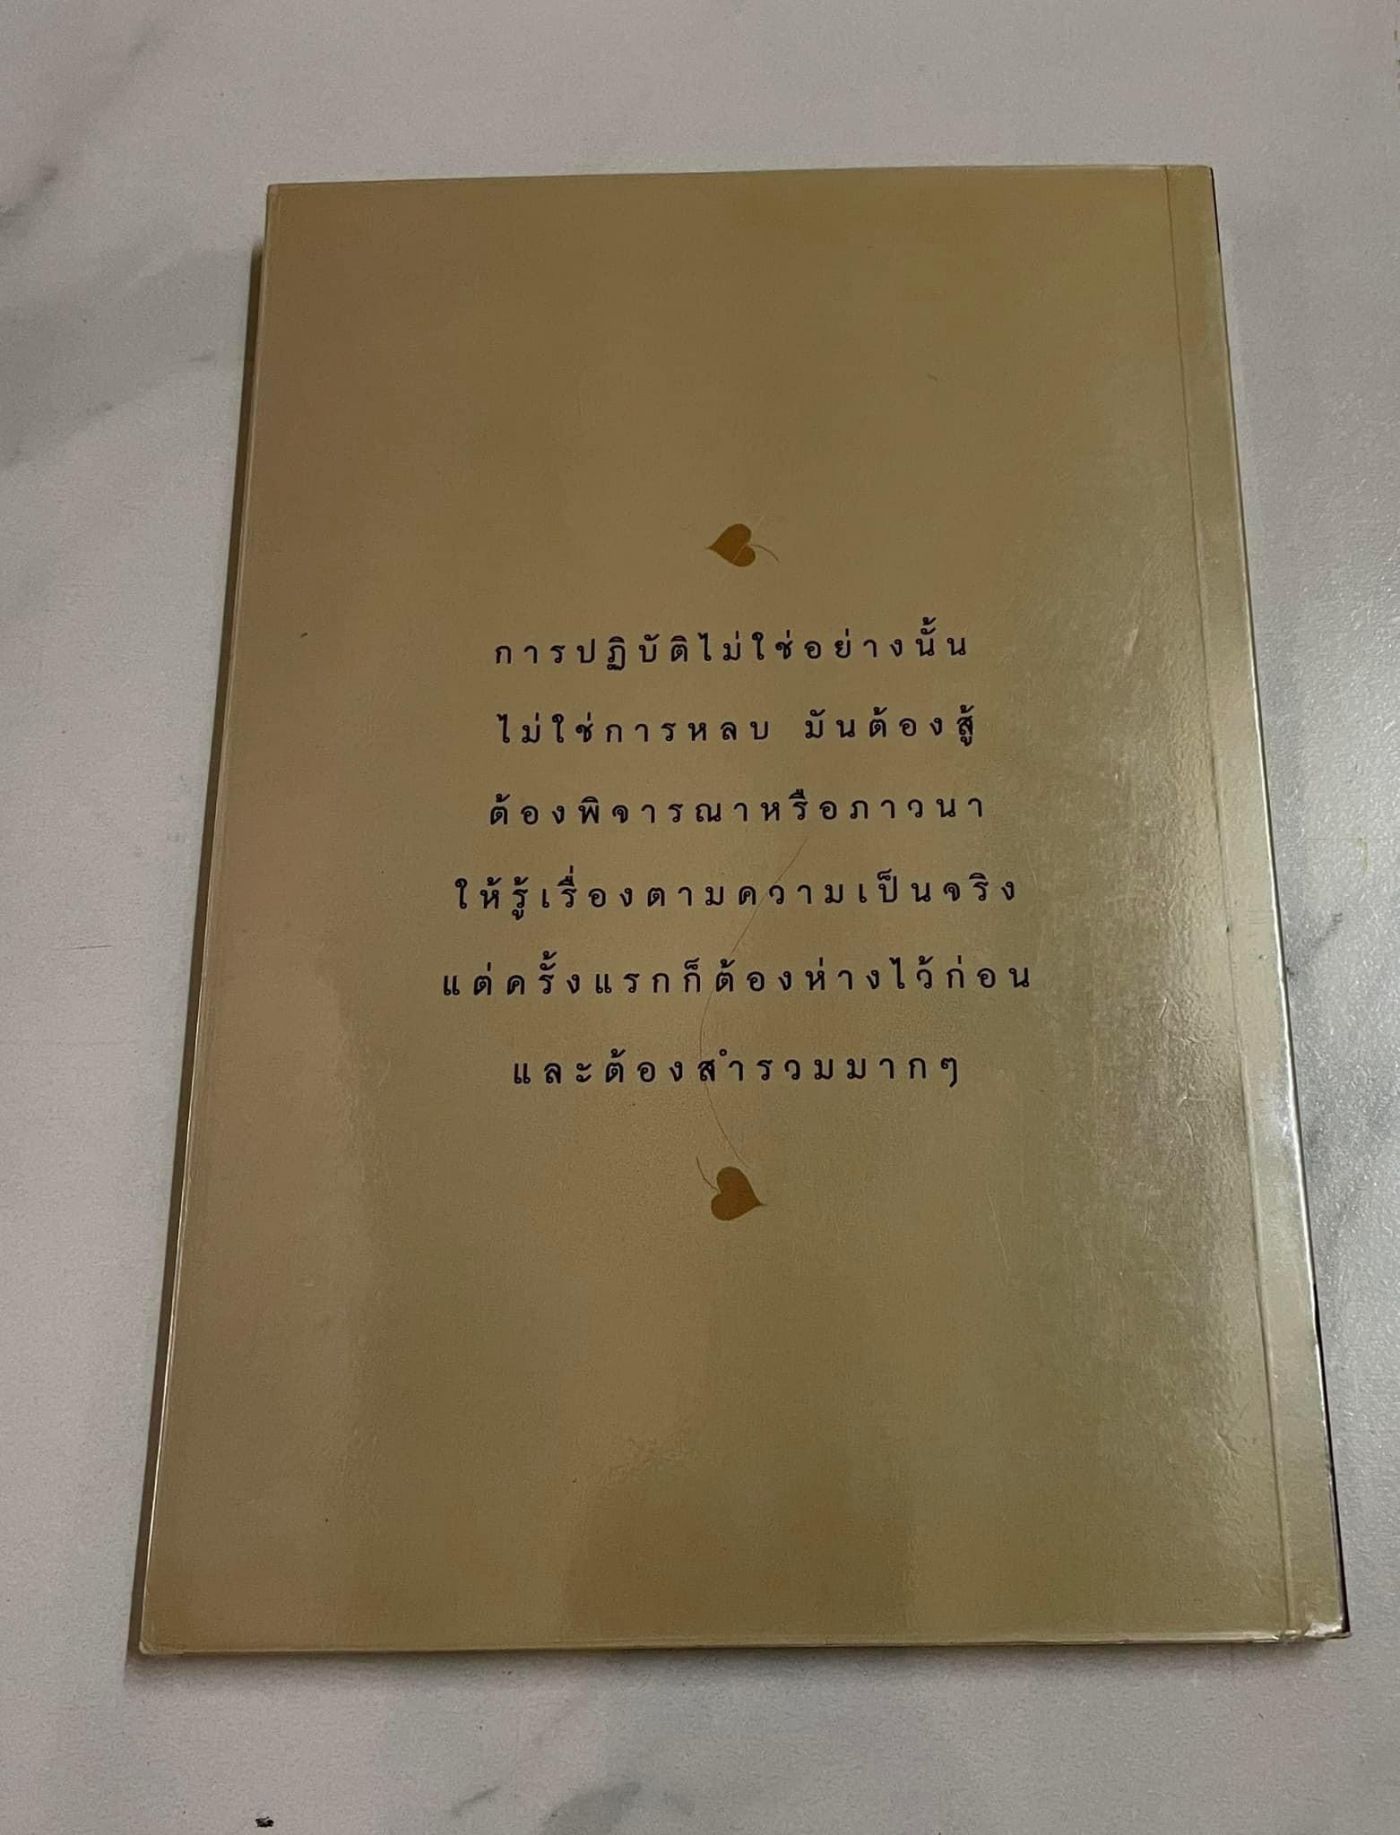 การปฏิบัติไม่ใช่อย่างนั้น
ไม่ใช่การหลบ มันต้องสู้
ต้องพิจารณาหรือภาวนา
ให้รู้เรื่องตามความเป็นจริง
แต่ครั้งแรกก็ต้องห่างไว้ก่อน
และต้องสำรวมมากๆ